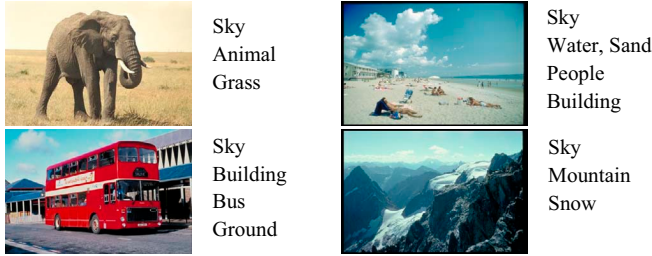 Sky
Animal
Grass
Sky
Water, Sand
People
Building
Sky
Building
Bus
Ground
Sky
Mountain
Snow